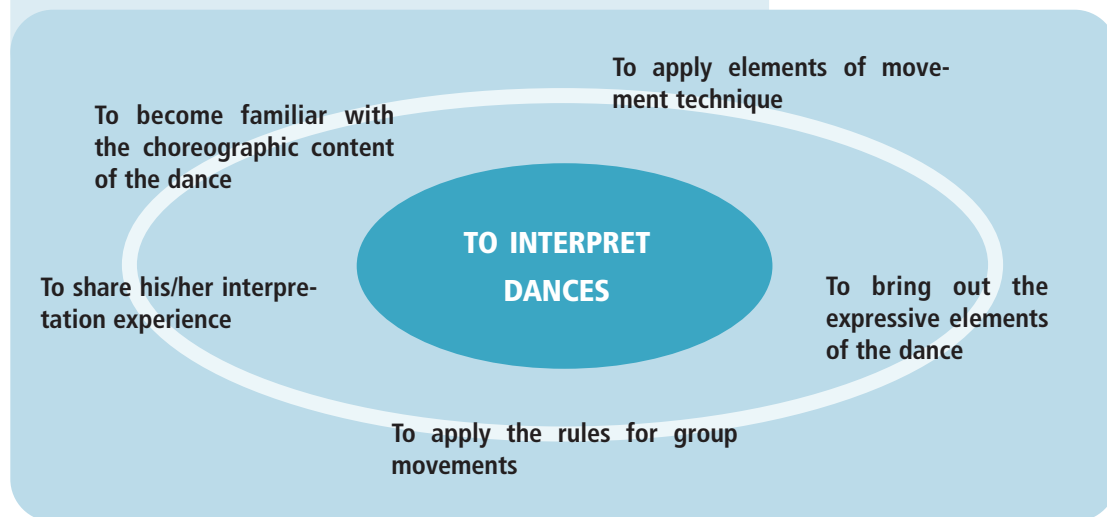 To apply elements of move-
ment technique
To become familiar with
the choreographic content
of the dance
TO INTERPRET
DANCES
To share his/her interpre-
tation experience
To bring out the
expressive elements
of the dance
To apply the rules for group
movements